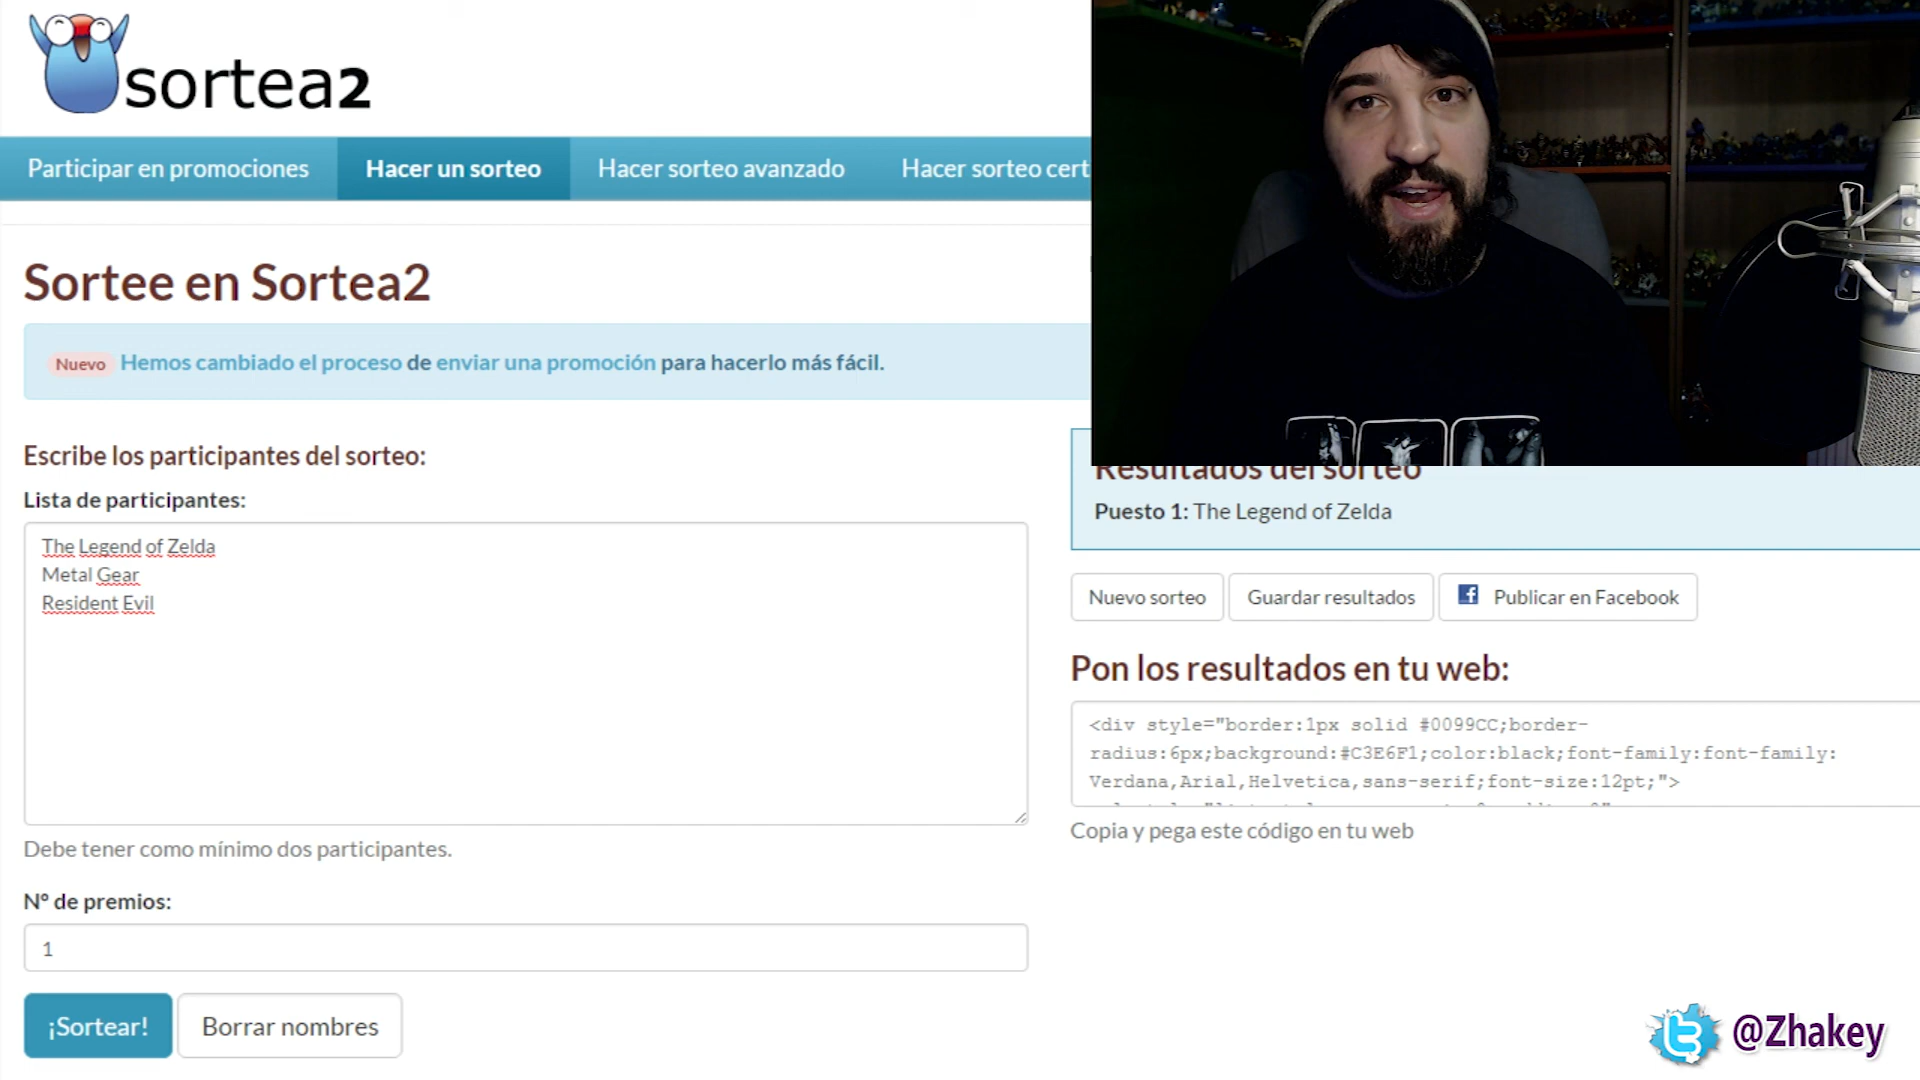 sortea2
Participar en promociones
Hacer un sorteo
Hacer sorteo avanzado
Hacer sorteo cert
Sortee en Sortea2
Nuevo Hemos cambiado el proceso de enviar una promoción para hacerlo más fácil.
Escribe los participantes del sorteo:
Lista de participantes:
The Legend of Zelda
Metal Gear
Resident Evil
Debe tener como mínimo dos participantes.
Nº de premios:
1
¡Sortear!
Borrar nombres
Resultados del sorteo
Puesto 1: The Legend of Zelda
Nuevo sorteo
Guardar resultados
Publicar en Facebook
Pon los resultados en tu web:
<div style="border:1px solid #0099CC;border-
radius:6px;background:#C3E6F1;color:black;font-family:font-family:
Verdana,Arial,Helvetica,sans-serif;font-size:12pt;">
Copia y pega este código en tu web
@Zhakey